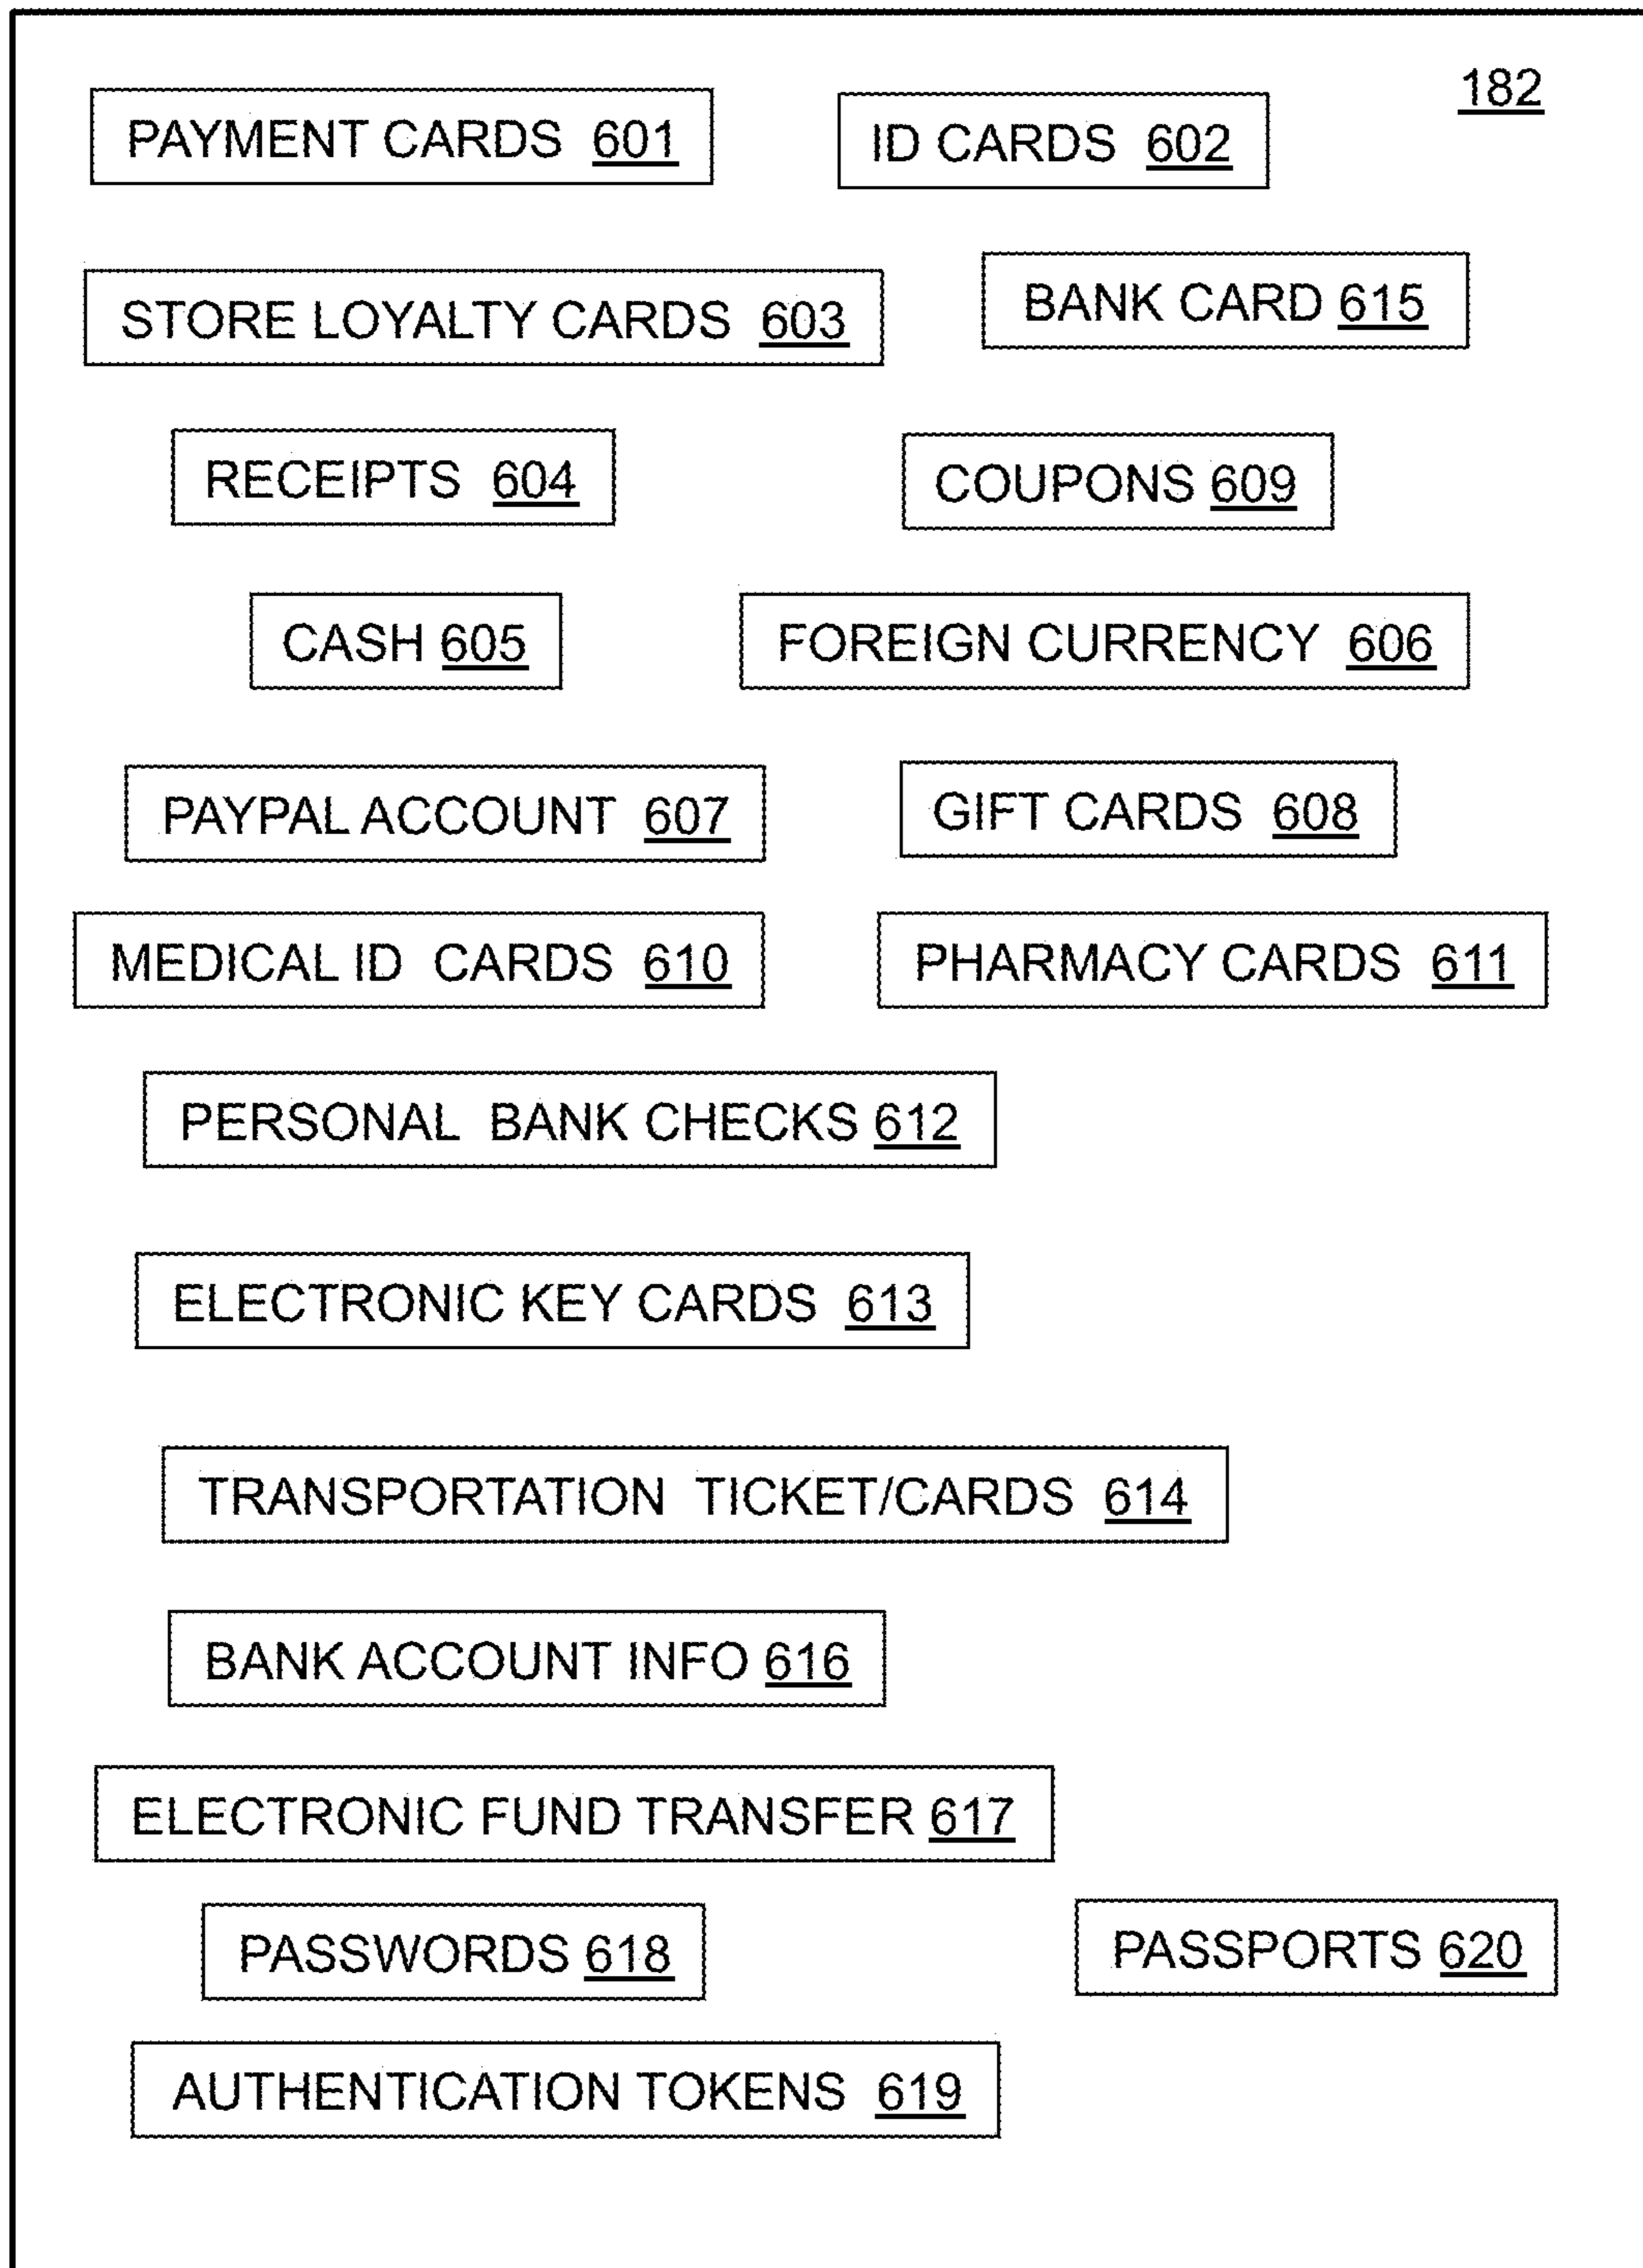 182
PAYMENT CARDS 601
ID CARDS 602
STORE LOYALTY CARDS 603
BANK CARD 615
RECEIPTS 604
COUPONS 609
CASH 605
FOREIGN CURRENCY 606
PAYPAL ACCOUNT 607
GIFT CARDS 608
MEDICAL ID CARDS 610
PHARMACY CARDS 611
PERSONAL BANK CHECKS 612
ELECTRONIC KEY CARDS 613
TRANSPORTATION TICKET/CARDS 614
BANK ACCOUNT INFO 616
ELECTRONIC FUND TRANSFER 617
PASSWORDS 618
PASSPORTS 620
AUTHENTICATION TOKENS 619